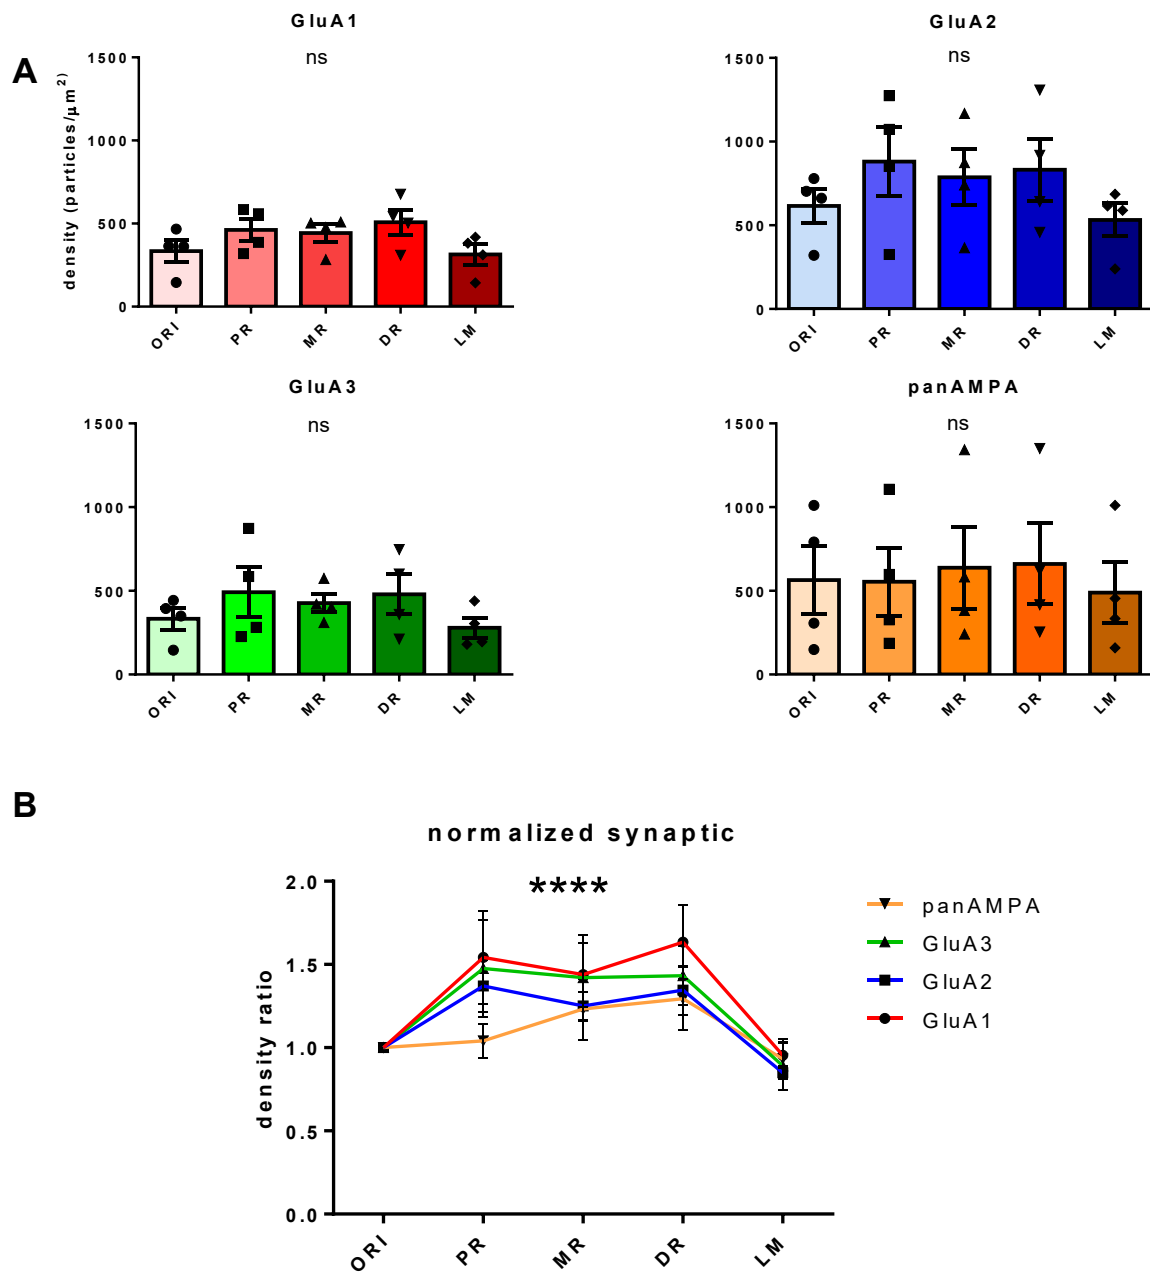 A
GluA1
ns
density (particles/µm²)
1500
1000
500
0
ORI PR MR DR LM
GluA2
ns
1500
1000
500
0
ORI PR MR DR LM
GluA3
ns
1500
1000
500
0
ORI PR MR DR LM
panAMPA
ns
1500
1000
500
0
ORI PR MR DR LM
B
normalized synaptic
****
density ratio
2.0
1.5
1.0
0.5
0.0
ORI PR MR DR LM
panAMPA
GluA3
GluA2
GluA1